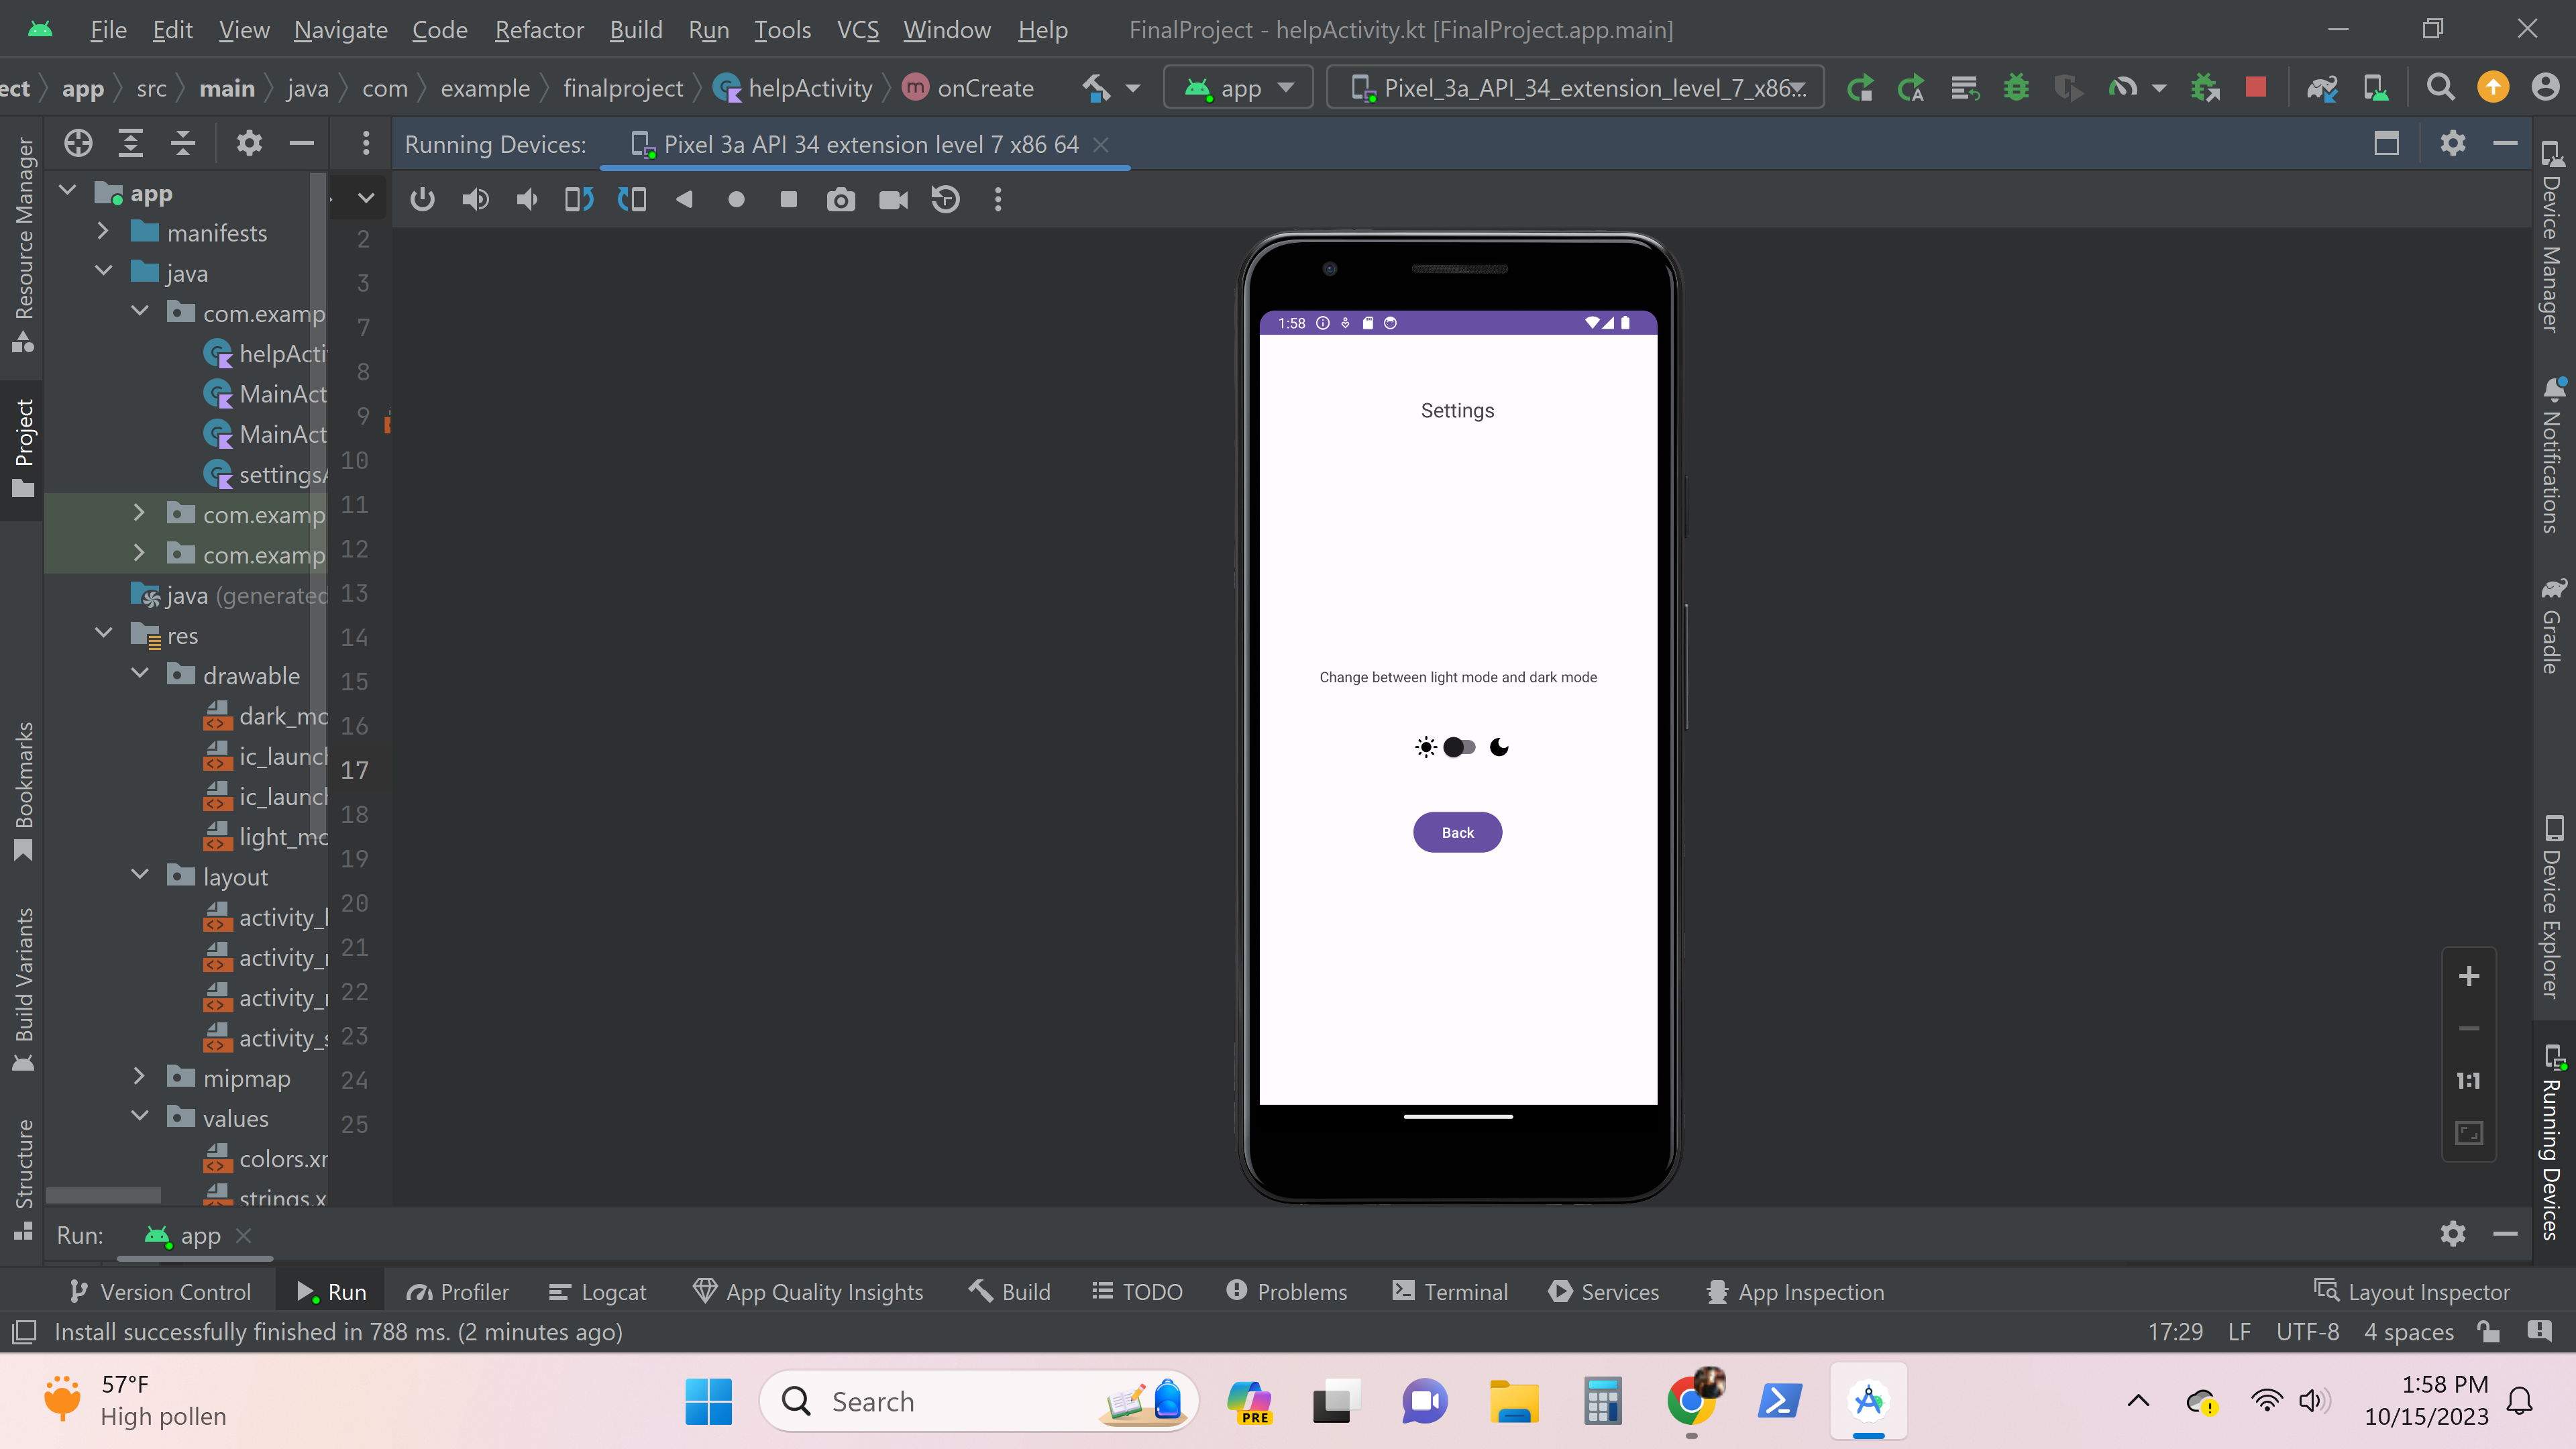 File Edit View Navigate Code Refactor Build Run Tools VCS Window Help FinalProject - helpActivity.kt [FinalProject.app.main]
ect app src main java com example finalproject helpActivity m onCreate app Pixel_3a_API_34_extension_level_7_x86...
Running Devices: Pixel 3a API 34 extension level 7 x86 64
Resource Manager
Project
Bookmarks
Build Variants
Structure
app
manifests
java
com.examp
helpActi
MainAct
MainAct
settings
com.examp
com.examp
java (generated
res
drawable
dark_mo
ic_launch
ic_launch
light_mo
layout
activity_
activity_
activity_
activity_s
mipmap
values
colors.x
strings.x
2
3
7
8
9
10
11
12
13
14
15
16
17
18
19
20
21
22
23
24
25
1:58
Settings
Change between light mode and dark mode
Back
1:1
Device Manager
Notifications
Gradle
Device Explorer
Running Devices
Run: app
Version Control Run Profiler Logcat App Quality Insights Build TODO Problems Terminal Services App Inspection Layout Inspector
Install successfully finished in 788 ms. (2 minutes ago) 17:29 LF UTF-8 4 spaces
57°F
High pollen
Search
PRE
1:58 PM
10/15/2023